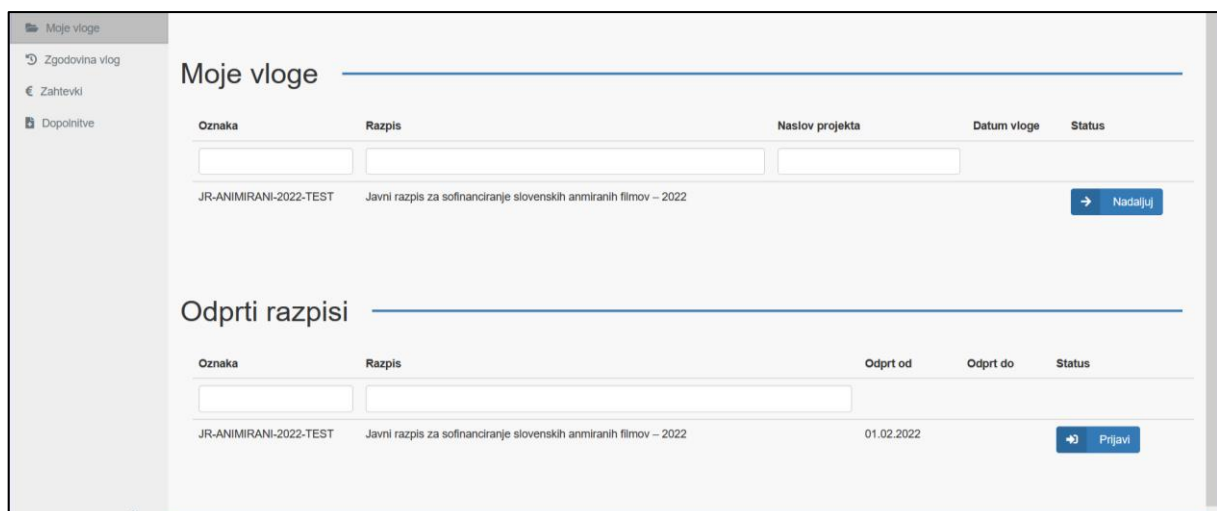 Moje vloge
Zgodovina vlog
Zahtevki
Dopolnitve
Moje vloge
Oznaka Razpis Naslov projekta Datum vloge Status
JR-ANIMIRANI-2022-TEST Javni razpis za sofinanciranje slovenskih anmiranih filmov – 2022 Nadaljuj
Odprti razpisi
Oznaka Razpis Odprt od Odprt do Status
JR-ANIMIRANI-2022-TEST Javni razpis za sofinanciranje slovenskih anmiranih filmov – 2022 01.02.2022 Prijavi